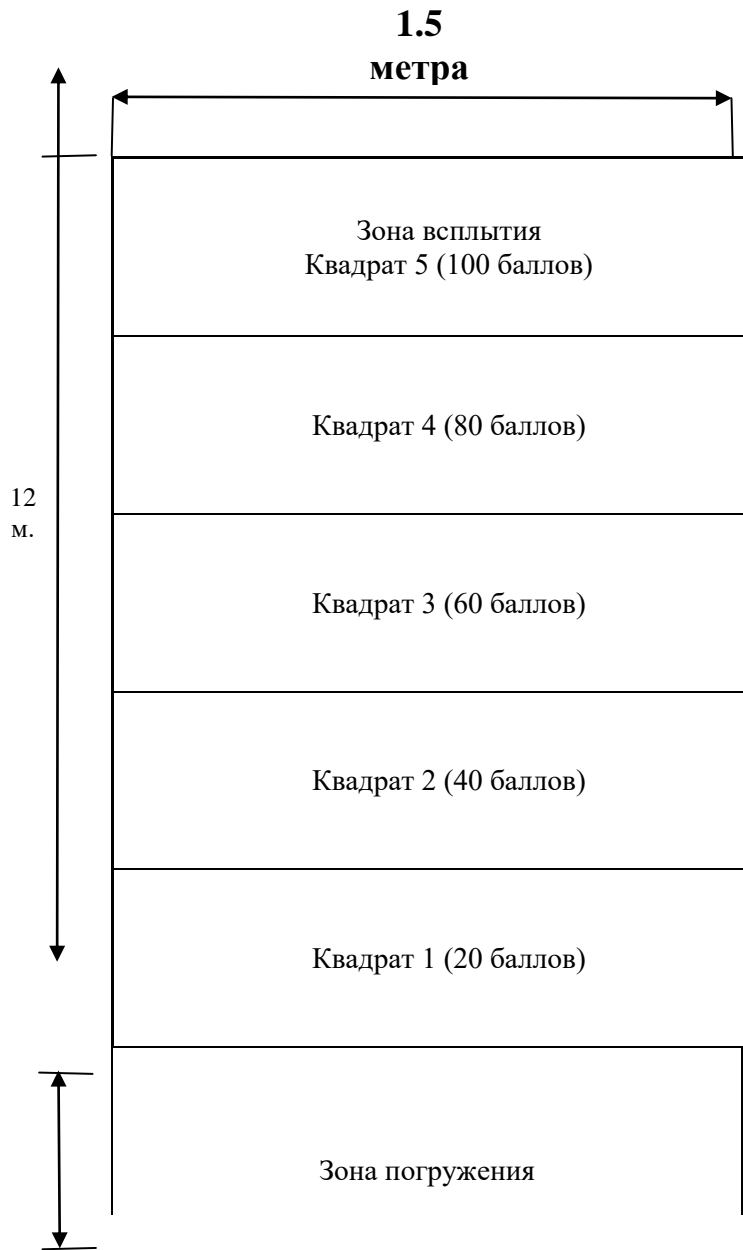 1.5
метра
Зона всплытия
Квадрат 5 (100 баллов)
Квадрат 4 (80 баллов)
12
м.
Квадрат 3 (60 баллов)
Квадрат 2 (40 баллов)
Квадрат 1 (20 баллов)
Зона погружения